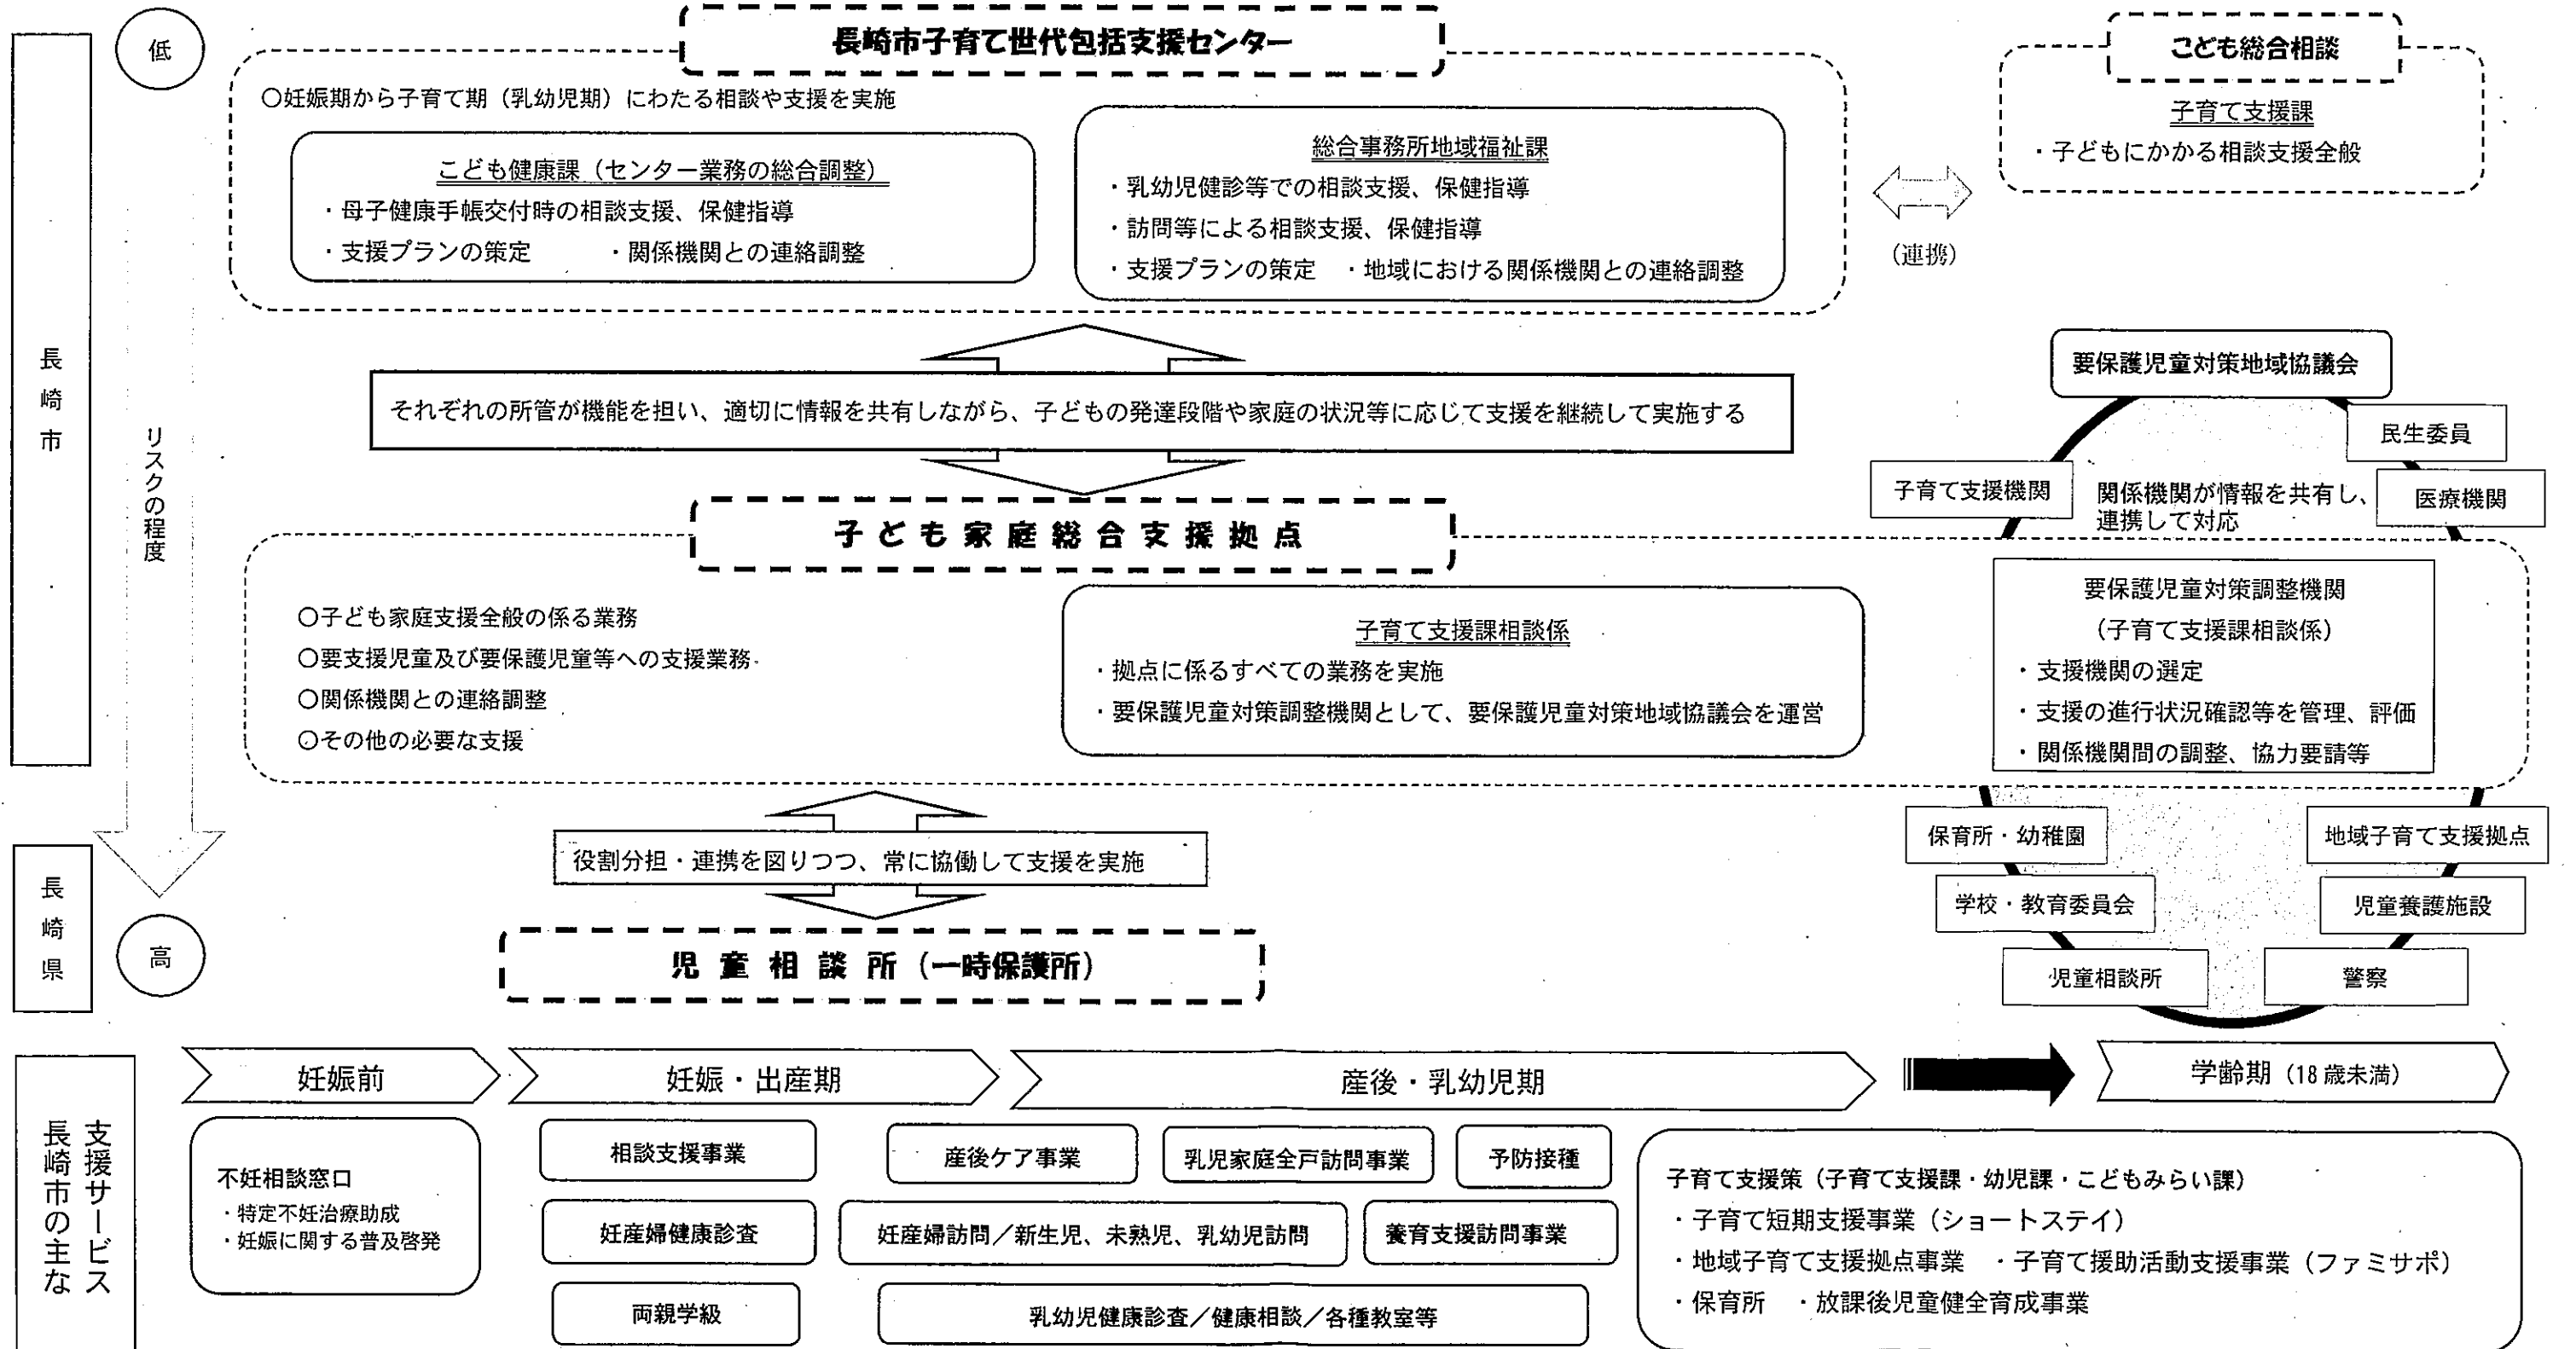 長崎市
低
リスクの程度
高
長崎県
長崎市子育て世代包括支援センター
〇妊娠期から子育て期（乳幼児期）にわたる相談や支援を実施
こども健康課（センター業務の総合調整）
・母子健康手帳交付時の相談支援、保健指導
・支援プランの策定　・関係機関との連絡調整
総合事務所地域福祉課
・乳幼児健診等での相談支援、保健指導
・訪問等による相談支援、保健指導
・支援プランの策定　・地域における関係機関との連絡調整
（連携）
こども総合相談
子育て支援課
・子どもにかかる相談支援全般
それぞれの所管が機能を担い、適切に情報を共有しながら、子どもの発達段階や家庭の状況等に応じて支援を継続して実施する
子ども家庭総合支援拠点
〇子ども家庭支援全般の係る業務
〇要支援児童及び要保護児童等への支援業務
〇関係機関との連絡調整
〇その他の必要な支援
子育て支援課相談係
・拠点に係るすべての業務を実施
・要保護児童対策調整機関として、要保護児童対策地域協議会を運営
要保護児童対策地域協議会
民生委員
子育て支援機関
医療機関
関係機関が情報を共有し、
連携して対応
要保護児童対策調整機関
（子育て支援課相談係）
・支援機関の選定
・支援の進行状況確認等を管理、評価
・関係機関間の調整、協力要請等
保育所・幼稚園
地域子育て支援拠点
学校・教育委員会
児童養護施設
児童相談所
警察
役割分担・連携を図りつつ、常に協働して支援を実施
児童相談所（一時保護所）
長崎市の主な
支援サービス
妊娠前
妊娠・出産期
産後・乳幼児期
学齢期（18歳未満）
不妊相談窓口
・特定不妊治療助成
・妊娠に関する普及啓発
相談支援事業
産後ケア事業
乳児家庭全戸訪問事業
予防接種
妊産婦健康診査
妊産婦訪問／新生児、未熟児、乳幼児訪問
養育支援訪問事業
両親学級
乳幼児健康診査／健康相談／各種教室等
子育て支援策（子育て支援課・幼児課・こどもみらい課）
・子育て短期支援事業（ショートステイ）
・地域子育て支援拠点事業　・子育て援助活動支援事業（ファミサポ）
・保育所　・放課後児童健全育成事業